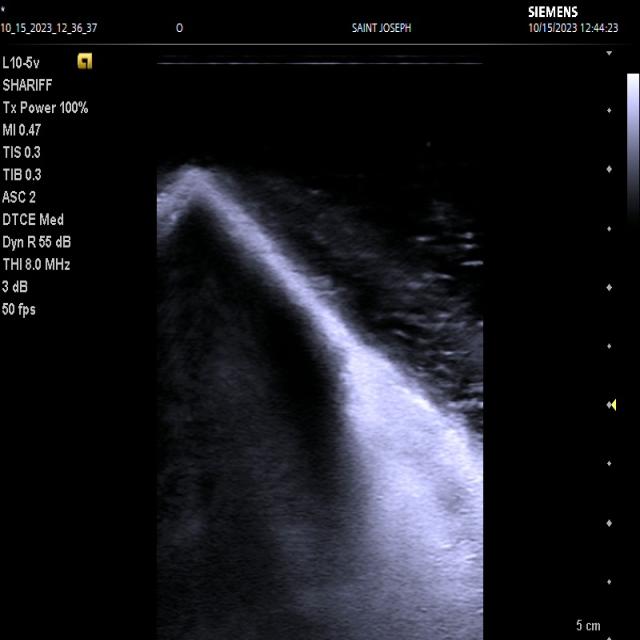 *
SIEMENS
10_15_2023_12_36_37 O SAINT JOSEPH 10/15/2023 12:44:23
L10-5v
SHARIFF
Tx Power 100%
MI 0.47
TIS 0.3
TIB 0.3
ASC 2
DTCE Med
Dyn R 55 dB
THI 8.0 MHz
3 dB
50 fps
5 cm